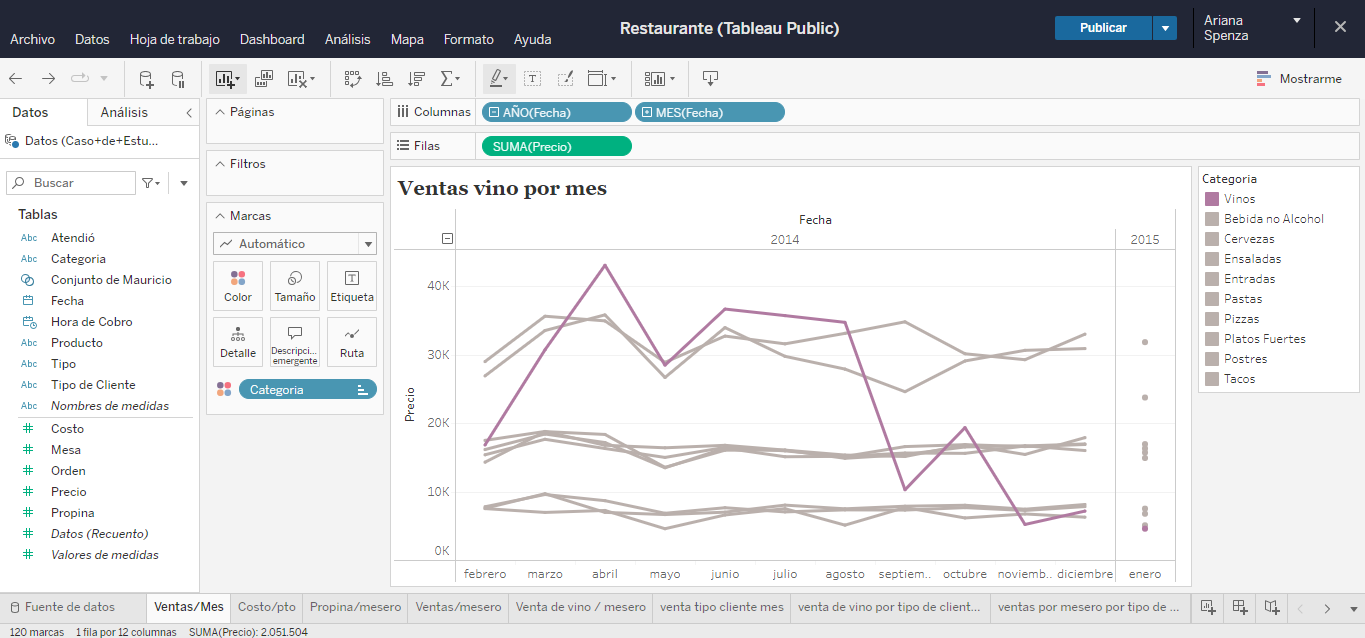 Restaurante (Tableau Public)
Publicar
Ariana
Spenza
Archivo Datos Hoja de trabajo Dashboard Análisis Mapa Formato Ayuda
Mostrarme
Datos Análisis
Datos (Caso+de+Estu...
Buscar
Tablas
Abc Atendió
Abc Categoria
Conjunto de Mauricio
Fecha
Hora de Cobro
Abc Producto
Abc Tipo
Abc Tipo de Cliente
Abc Nombres de medidas
Costo
Mesa
Orden
Precio
Propina
Datos (Recuento)
Valores de medidas
Páginas
Filtros
Marcas
Automático
Color Tamaño Etiqueta
Detalle Descripci... emergente Ruta
Categoria
Columnas AÑO(Fecha) MES(Fecha)
Filas SUMA(Precio)
Ventas vino por mes
Fecha
2014 2015
40K
30K
20K
10K
0K
Precio
febrero marzo abril mayo junio julio agosto septiem.. octubre noviemb.. diciembre enero
Categoria
Vinos
Bebida no Alcohol
Cervezas
Ensaladas
Entradas
Pastas
Pizzas
Platos Fuertes
Postres
Tacos
Fuente de datos Ventas/Mes Costo/pto Propina/mesero Ventas/mesero Venta de vino / mesero venta tipo cliente mes venta de vino por tipo de client... ventas por mesero por tipo de ...
120 marcas 1 fila por 12 columnas SUMA(Precio): 2.051.504